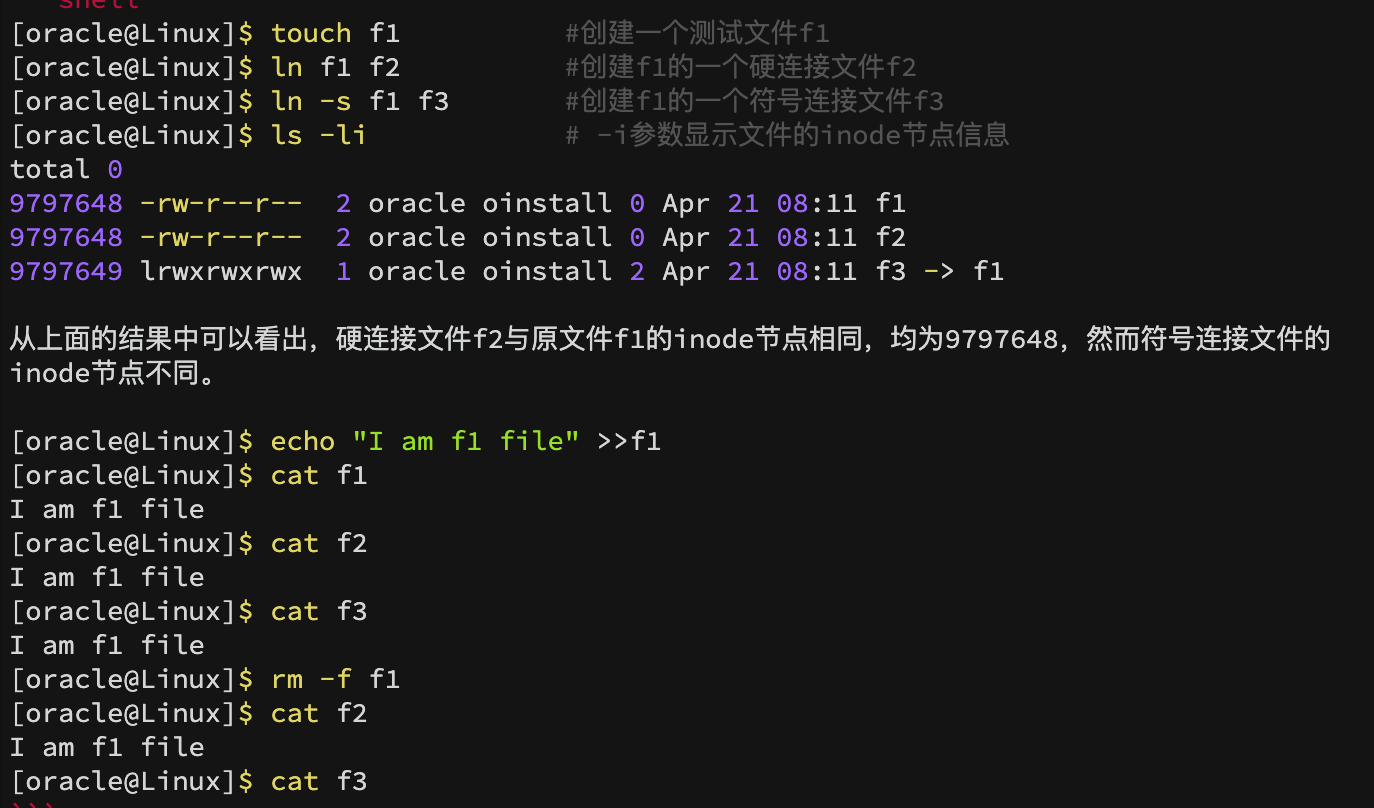 shell
[oracle@Linux]$ touch f1          #创建一个测试文件f1
[oracle@Linux]$ ln f1 f2          #创建f1的一个硬连接文件f2
[oracle@Linux]$ ln -s f1 f3       #创建f1的一个符号连接文件f3
[oracle@Linux]$ ls -li            # -i参数显示文件的inode节点信息
total 0
9797648 -rw-r--r--  2 oracle oinstall 0 Apr 21 08:11 f1
9797648 -rw-r--r--  2 oracle oinstall 0 Apr 21 08:11 f2
9797649 lrwxrwxrwx  1 oracle oinstall 2 Apr 21 08:11 f3 -> f1
从上面的结果中可以看出，硬连接文件f2与原文件f1的inode节点相同，均为9797648，然而符号连接文件的
inode节点不同。
[oracle@Linux]$ echo "I am f1 file" >>f1
[oracle@Linux]$ cat f1
I am f1 file
[oracle@Linux]$ cat f2
I am f1 file
[oracle@Linux]$ cat f3
I am f1 file
[oracle@Linux]$ rm -f f1
[oracle@Linux]$ cat f2
I am f1 file
[oracle@Linux]$ cat f3
```